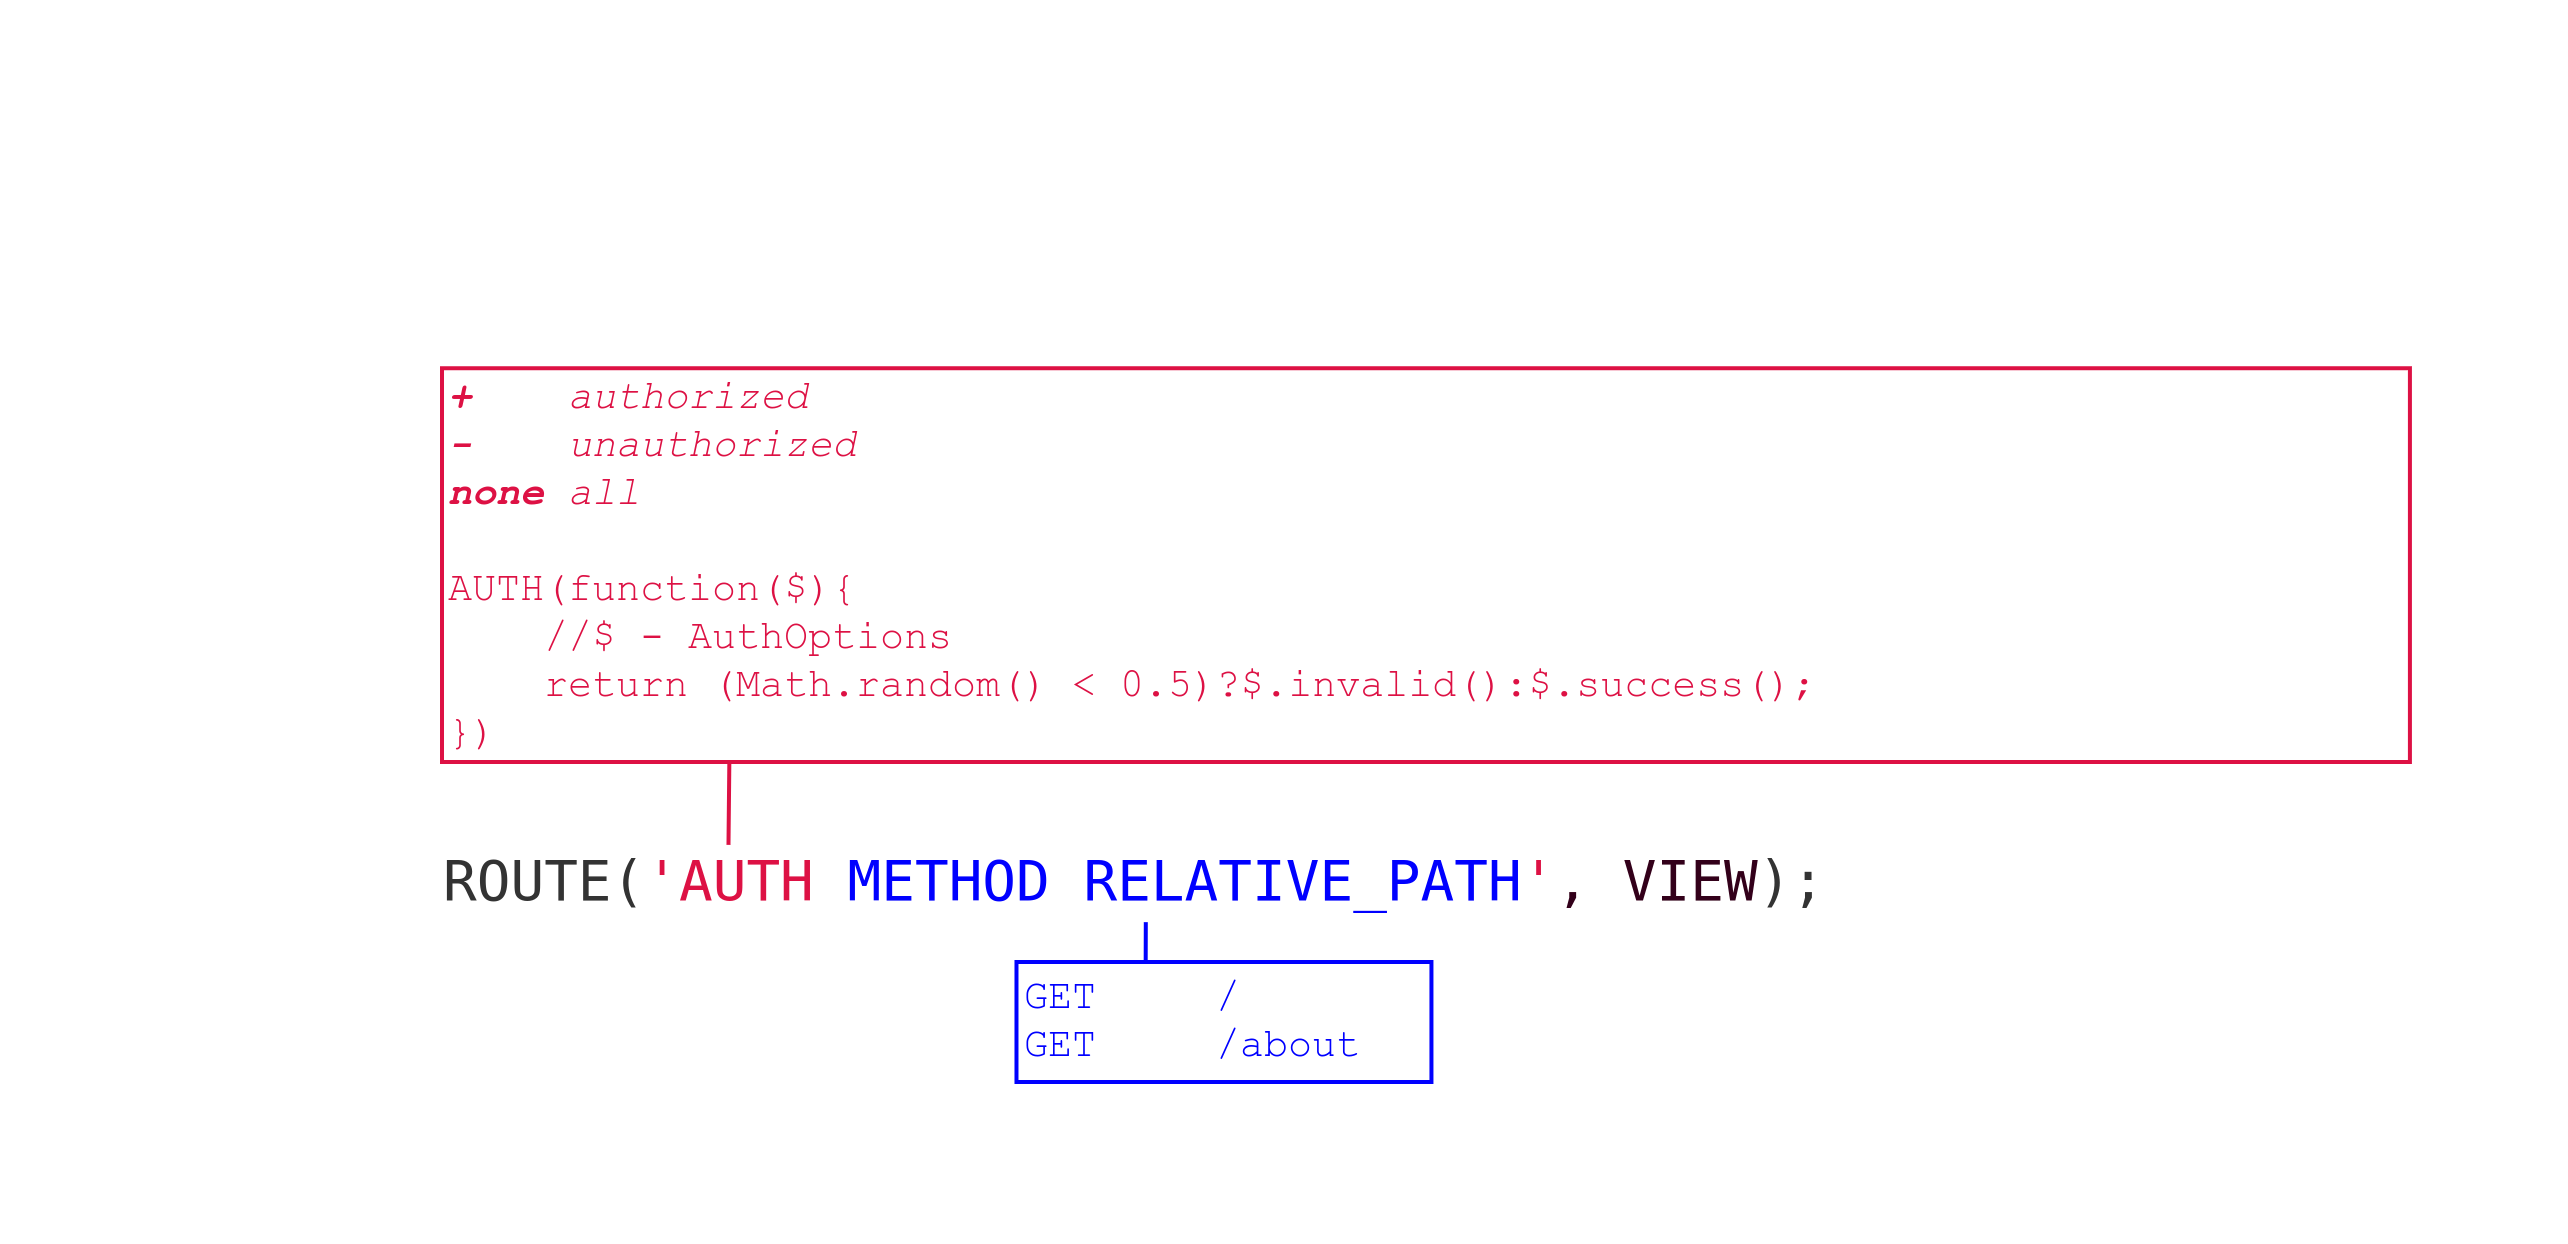 +    authorized
-    unauthorized
none all

AUTH(function($){
    //$ - AuthOptions
    return (Math.random() < 0.5)?$.invalid():$.success();
})
ROUTE('AUTH METHOD RELATIVE_PATH', VIEW);
GET     /
GET     /about